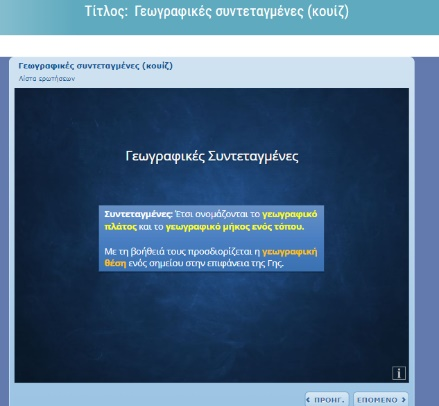 Τίτλος: Γεωγραφικές συντεταγμένες (κουίζ)
Γεωγραφικές συντεταγμένες (κουίζ)
Λίστα ερωτήσεων
Γεωγραφικές Συντεταγμένες
Συντεταγμένες: Έτσι ονομάζονται το γεωγραφικό
πλάτος και το γεωγραφικό μήκος ενός τόπου.
Με τη βοήθειά τους προσδιορίζεται η γεωγραφική
θέση ενός σημείου στην επιφάνεια της Γης.
i
ΠΡΟΗΓ. ΕΠΟΜΕΝΟ